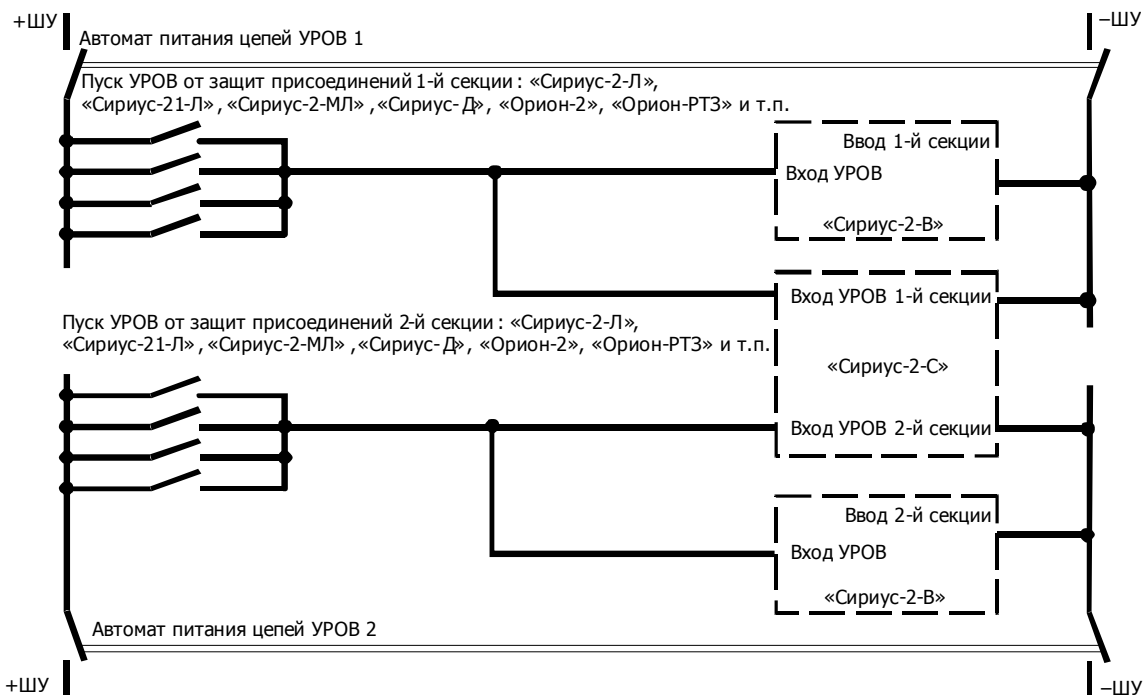 +ШУ
–ШУ
Автомат питания цепей УРОВ 1
Пуск УРОВ от защит присоединений 1-й секции : «Сириус-2-Л»,
«Сириус-21-Л» , «Сириус-2-МЛ» , «Сириус- Д», «Орион-2», «Орион-РТЗ» и т.п.
Ввод 1-й секции
Вход УРОВ
«Сириус-2-В»
Вход УРОВ 1-й секции
Пуск УРОВ от защит присоединений 2-й секции : «Сириус-2-Л»,
«Сириус-21-Л» , «Сириус-2-МЛ» , «Сириус- Д», «Орион-2», «Орион-РТЗ» и т.п.
«Сириус-2-С»
Вход УРОВ 2-й секции
Ввод 2-й секции
Вход УРОВ
«Сириус-2-В»
Автомат питания цепей УРОВ 2
+ШУ
–ШУ